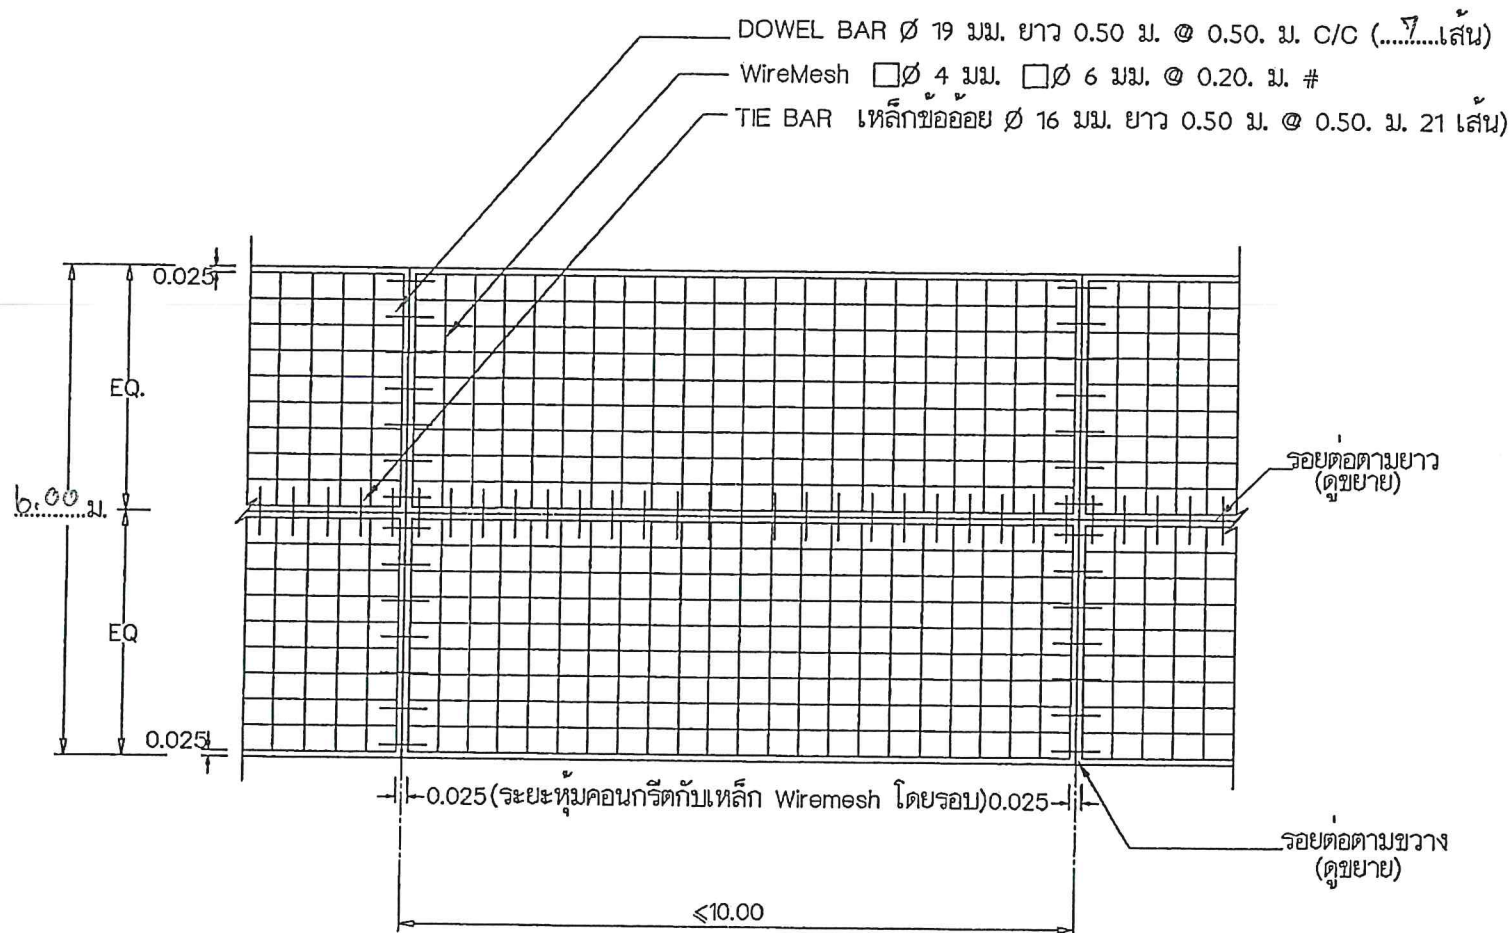 DOWEL BAR Ø 19 มม. ยาว 0.50 ม. @ 0.50. ม. C/C (.....7.....เส้น)
WireMesh □Ø 4 มม. □Ø 6 มม. @ 0.20. ม. #
TIE BAR เหล็กข้ออ้อย Ø 16 มม. ยาว 0.50 ม. @ 0.50. ม. 21 เส้น)
0.025
EQ.
รอยต่อตามยาว
(ดูขยาย)
6.00 ม.
EQ
0.025
0.025(ระยะหุ้มคอนกรีตกับเหล็ก Wiremesh โดยรอบ)0.025
รอยต่อตามขวาง
(ดูขยาย)
≤10.00